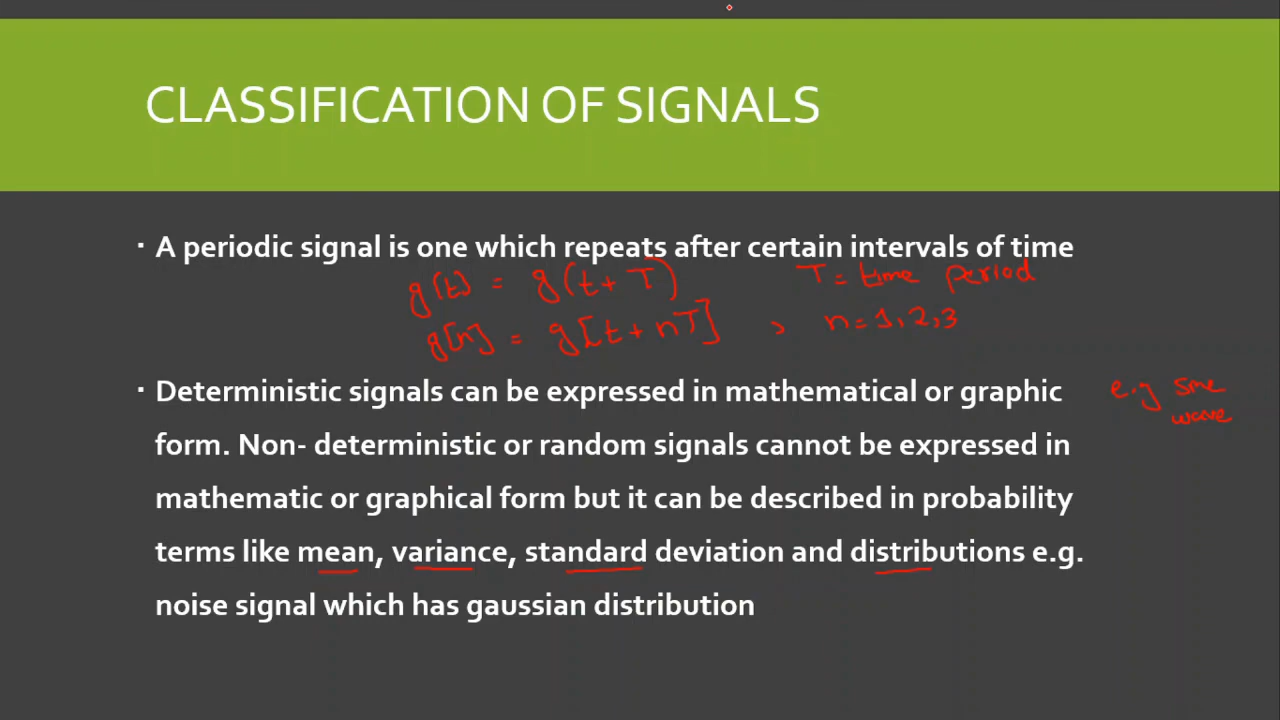 CLASSIFICATION OF SIGNALS
▪ A periodic signal is one which repeats after certain intervals of time
g(t) = g(t + T) T = time period
g[n] = g[t + nT] , n = 1, 2, 3
▪ Deterministic signals can be expressed in mathematical or graphic e.g sine
form. Non- deterministic or random signals cannot be expressed in wave
mathematic or graphical form but it can be described in probability
terms like mean, variance, standard deviation and distributions e.g.
noise signal which has gaussian distribution